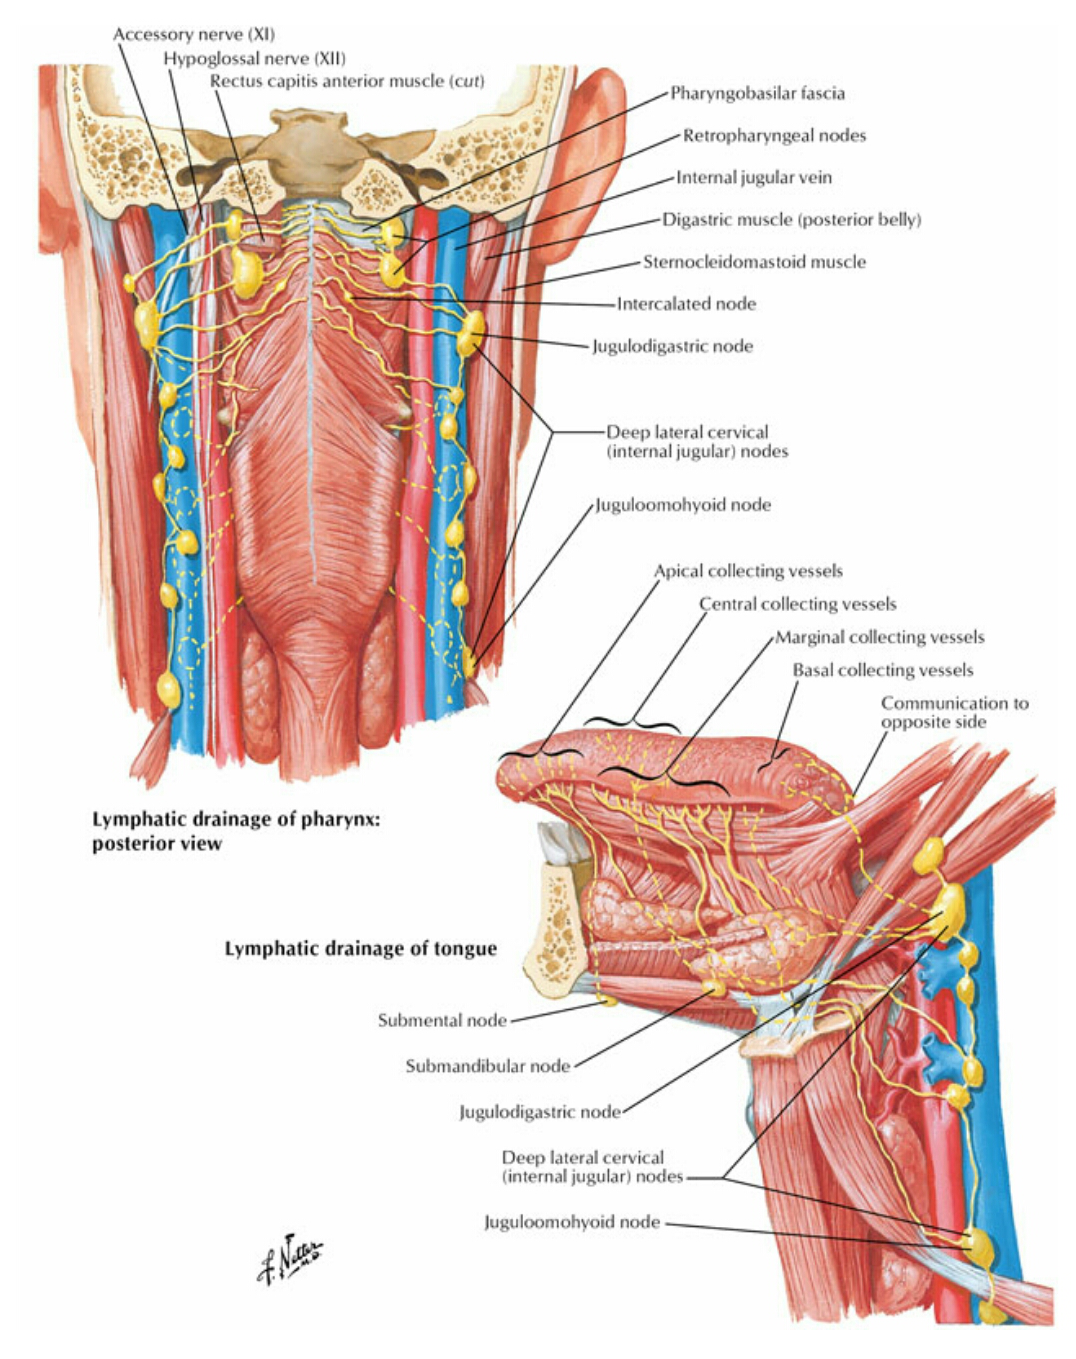 Accessory nerve (XI)
Hypoglossal nerve (XII)
Rectus capitis anterior muscle (cut)
Pharyngobasilar fascia
Retropharyngeal nodes
Internal jugular vein
Digastric muscle (posterior belly)
Sternocleidomastoid muscle
Intercalated node
Jugulodigastric node
Deep lateral cervical
(internal jugular) nodes
Juguloomohyoid node
Apical collecting vessels
Central collecting vessels
Marginal collecting vessels
Basal collecting vessels
Communication to
opposite side
Lymphatic drainage of pharynx:
posterior view
Lymphatic drainage of tongue
Submental node
Submandibular node
Jugulodigastric node
Deep lateral cervical
(internal jugular) nodes
Juguloomohyoid node
F. Netter
M.D.